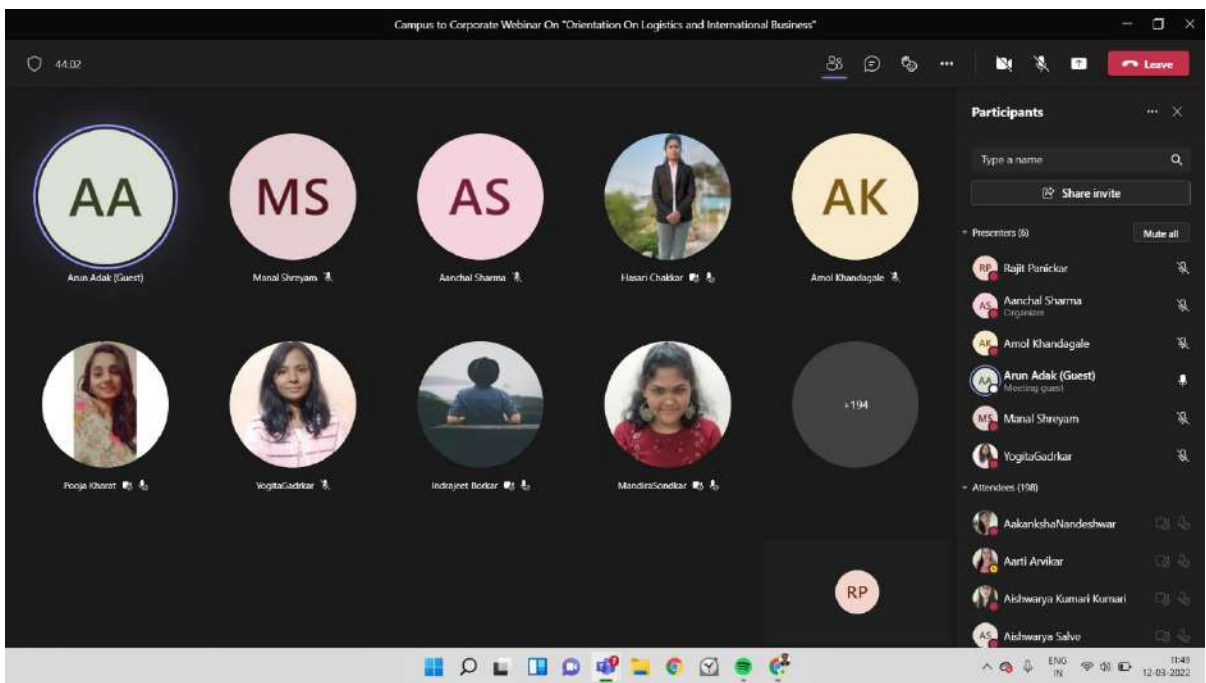 Campus to Corporate Webinar On "Orientation On Logistics and International Business"
44:02
Leave
AA
MS
AS
AK
Arun Adak (Guest)
Manal Shreyam
Aanchal Sharma
Hasari Chakkar
Amol Khandagale
Pooja Kharat
YogitaGadrkar
Indrajeet Borkar
MandiraSondkar
+194
RP
Participants
Type a name
Share invite
Presenters (6)
Mute all
RP Rajit Panickar
AS Aanchal Sharma
Organizer
AK Amol Khandagale
AA Arun Adak (Guest)
Meeting guest
MS Manal Shreyam
YogitaGadrkar
Attendees (198)
AakankshaNandeshwar
Aarti Arvikar
Aishwarya Kumari Kumari
AS Aishwarya Salve
ENG
IN
11:49
12-03-2022